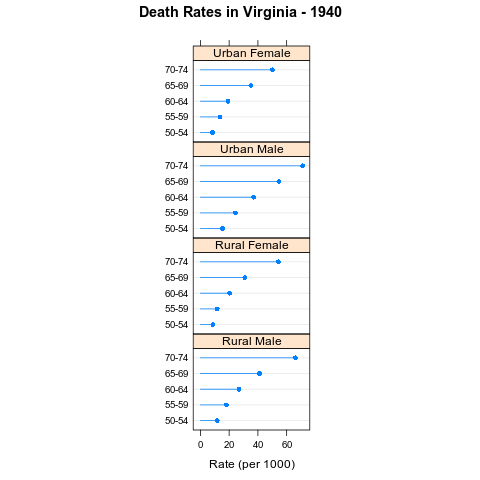 Death Rates in Virginia - 1940
Urban Female
70-74
65-69
60-64
55-59
50-54
Urban Male
70-74
65-69
60-64
55-59
50-54
Rural Female
70-74
65-69
60-64
55-59
50-54
Rural Male
70-74
65-69
60-64
55-59
50-54
0 20 40 60
Rate (per 1000)